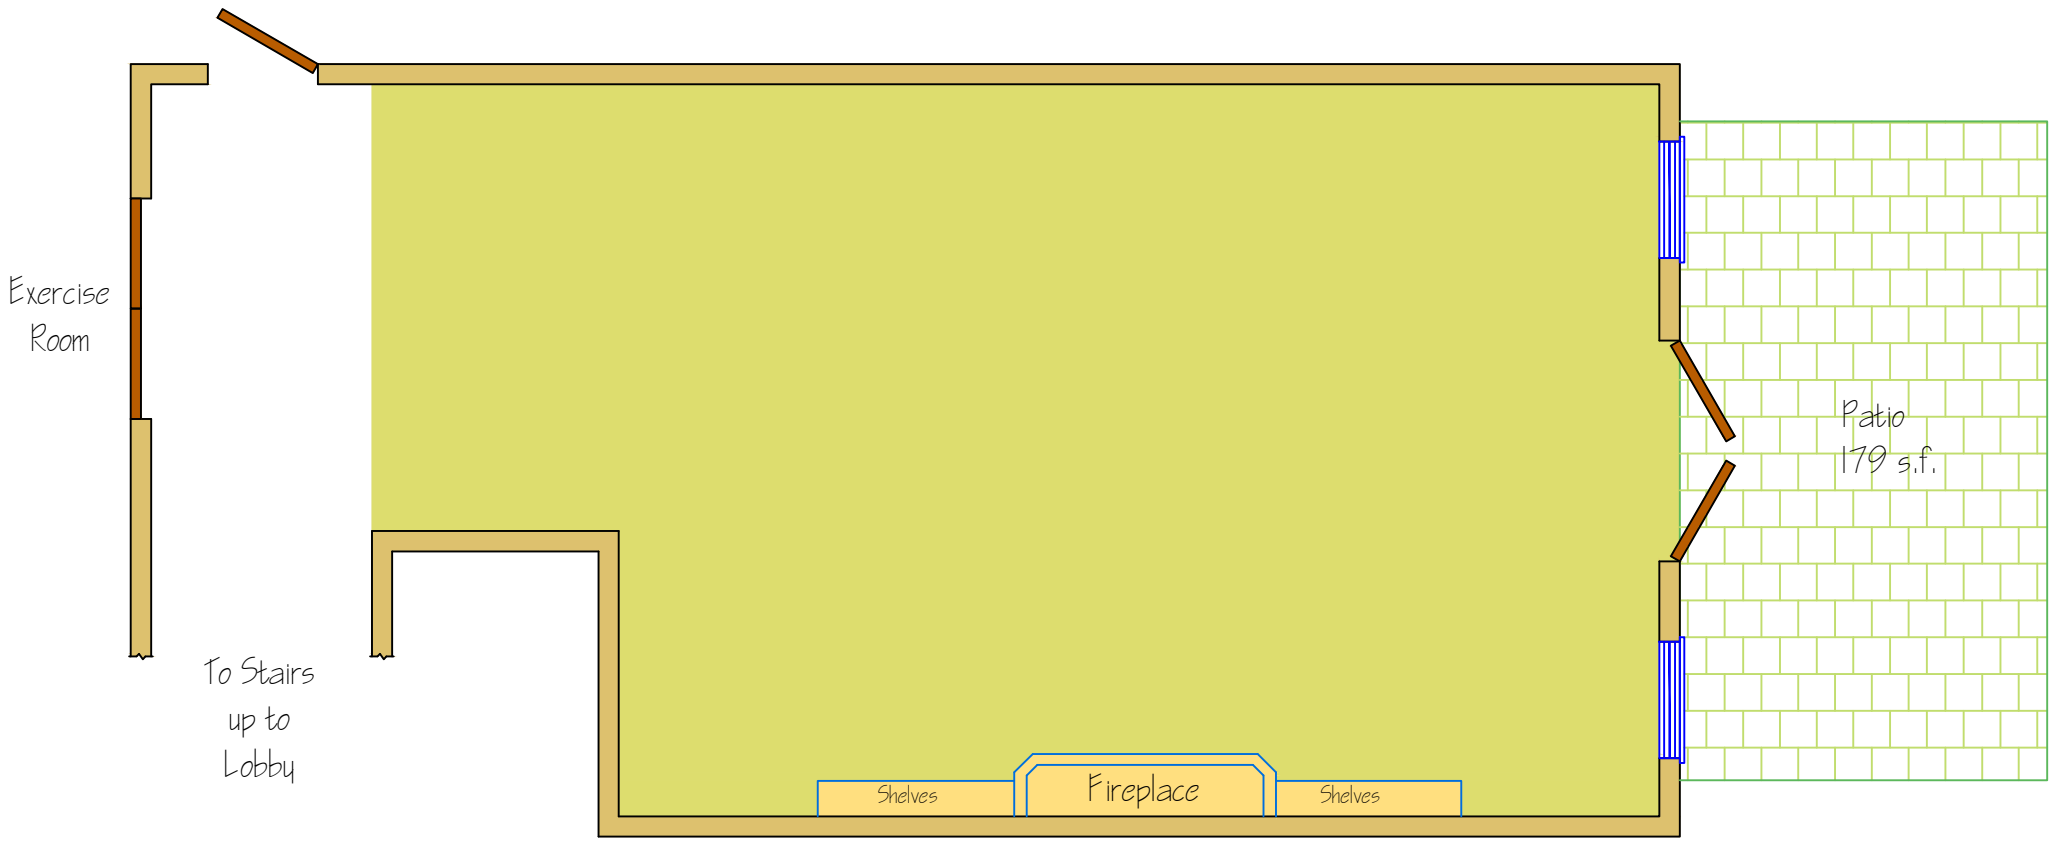 Exercise
Room
Patio
179 s.f.
To Stairs
up to
Lobby
Shelves
Fireplace
Shelves